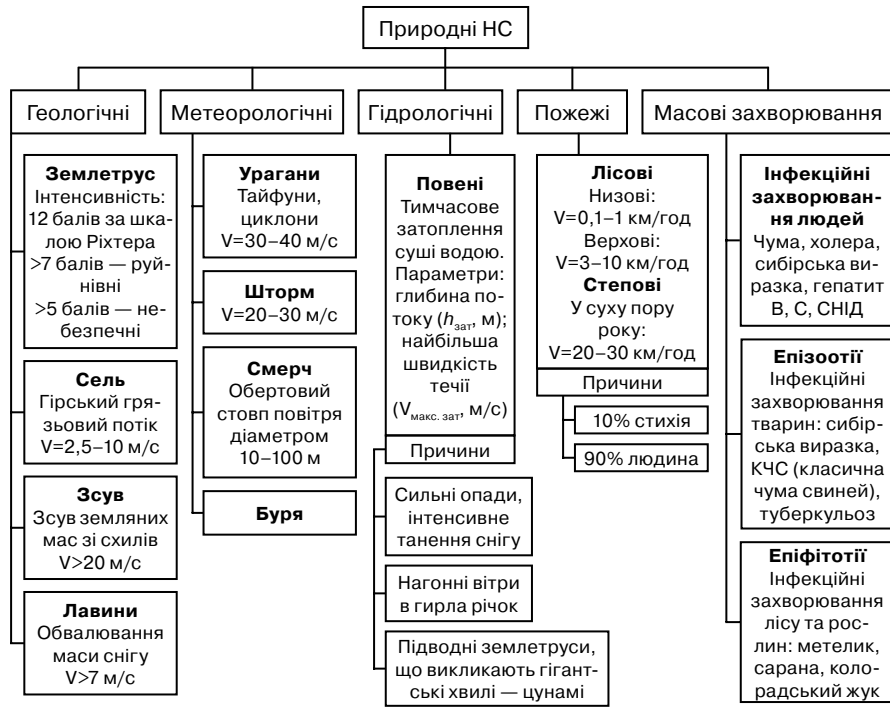 Природні НС
Геологічні
Метеорологічні
Гідрологічні
Пожежі
Масові захворювання
Землетрус
Інтенсивність:
12 балів за шка-
лою Ріхтера
>7 балів — руй-
нівні
>5 балів — не-
безпечні
Сель
Гірський гря-
зьовий потік
V=2,5–10 м/с
Зсув
Зсув земляних
мас зі схилів
V>20 м/с
Лавини
Обвалювання
маси снігу
V>7 м/с
Урагани
Тайфуни,
циклони
V=30–40 м/с
Шторм
V=20–30 м/с
Смерч
Обертовий
стовп повітря
діаметром
10–100 м
Буря
Повені
Тимчасове
затоплення
суші водою.
Параметри:
глибина по-
току (hзат, м);
найбільша
швидкість
течії
(Vмакс. зат, м/с)
Причини
Сильні опади,
інтенсивне
танення снігу
Нагонні вітри
в гирла річок
Підводні землетруси,
що викликають гігант-
ські хвилі — цунамі
Лісові
Низові:
V=0,1–1 км/год
Верхові:
V=3–10 км/год
Степові
У суху пору
року:
V=20–30 км/год
Причини
10% стихія
90% людина
Інфекційні
захворюван-
ня людей
Чума, холера,
сибірська ви-
разка, гепатит
В, С, СНІД
Епізоотії
Інфекційні
захворювання
тварин: сибір-
ська виразка,
КЧС (класична
чума свиней),
туберкульоз
Епіфітотії
Інфекційні
захворювання
лісу та рос-
лин: метелик,
сарана, коло-
радський жук